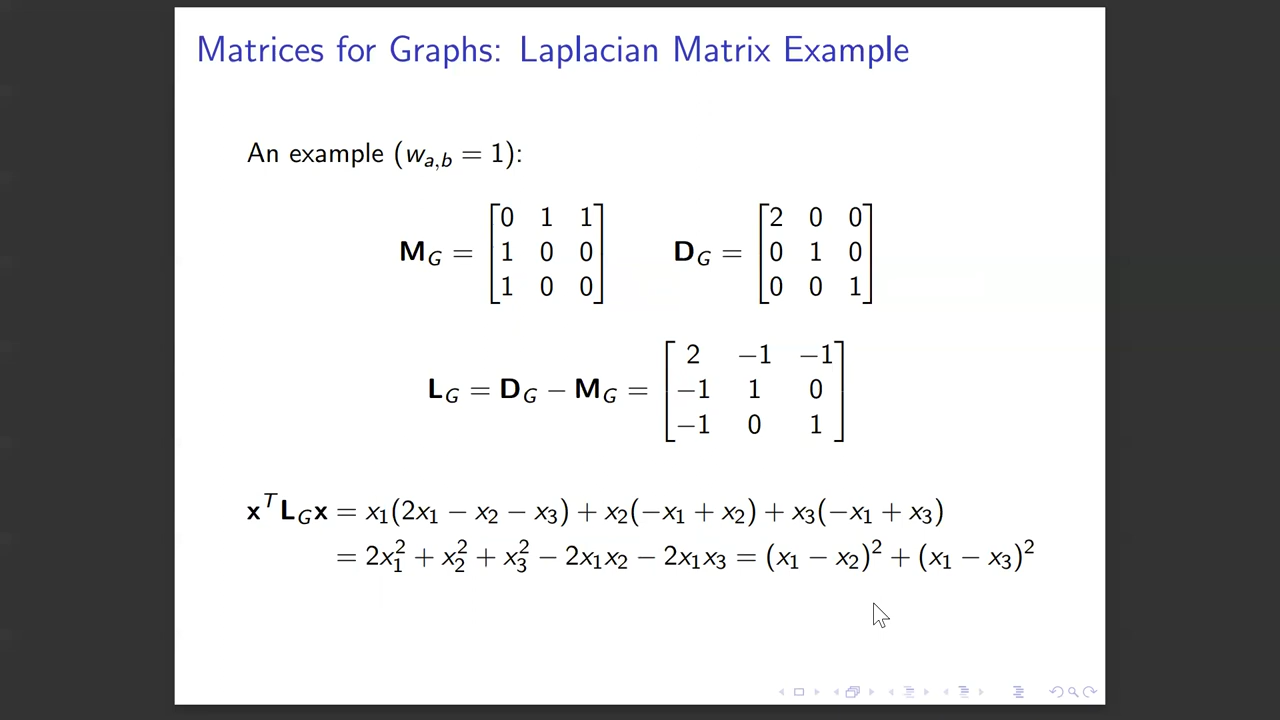 Matrices for Graphs: Laplacian Matrix Example
An example (w_{a,b} = 1):
M_G = [0 1 1; 1 0 0; 1 0 0] D_G = [2 0 0; 0 1 0; 0 0 1]
L_G = D_G − M_G = [2 −1 −1; −1 1 0; −1 0 1]
x^T L_G x = x_1(2x_1 − x_2 − x_3) + x_2(−x_1 + x_2) + x_3(−x_1 + x_3)
= 2x_1^2 + x_2^2 + x_3^2 − 2x_1x_2 − 2x_1x_3 = (x_1 − x_2)^2 + (x_1 − x_3)^2